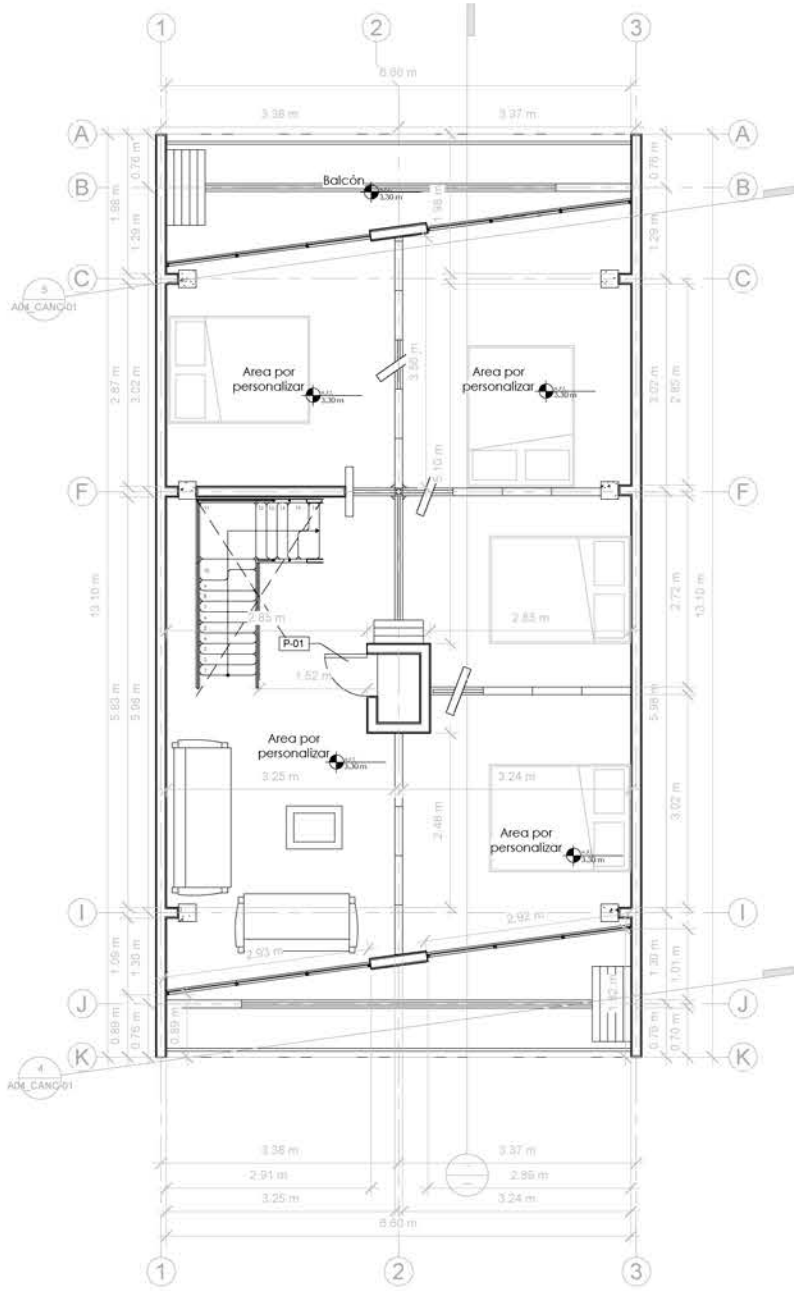 1
2
3
6.60 m
3.38 m
3.37 m
A
A
0.76 m
0.76 m
B
B
Balcón
3.30 m
1.98 m
1.98 m
1.29 m
1.29 m
C
C
5
A04_CANC-01
Area por
personalizar
3.30 m
Area por
personalizar
3.30 m
3.56 m
2.87 m
3.02 m
3.02 m
2.85 m
5.10 m
F
F
13.10 m
13.10 m
2.72 m
2.85 m
2.85 m
P-01
1.52 m
5.83 m
5.96 m
5.98 m
Area por
personalizar
3.30 m
3.25 m
3.24 m
2.48 m
3.02 m
Area por
personalizar
3.30 m
I
I
2.92 m
2.93 m
1.09 m
1.30 m
1.30 m
1.01 m
J
J
0.89 m
0.76 m
0.89 m
0.70 m
K
K
4
A04_CANC-01
3.38 m
3.37 m
2.91 m
2.89 m
3.25 m
3.24 m
6.60 m
1
2
3